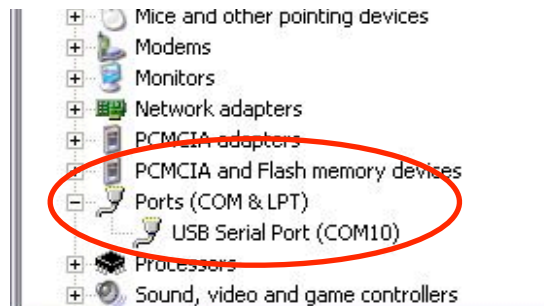 Mice and other pointing devices
Modems
Monitors
Network adapters
PCMCIA adapters
PCMCIA and Flash memory devices
Ports (COM & LPT)
USB Serial Port (COM10)
Processors
Sound, video and game controllers